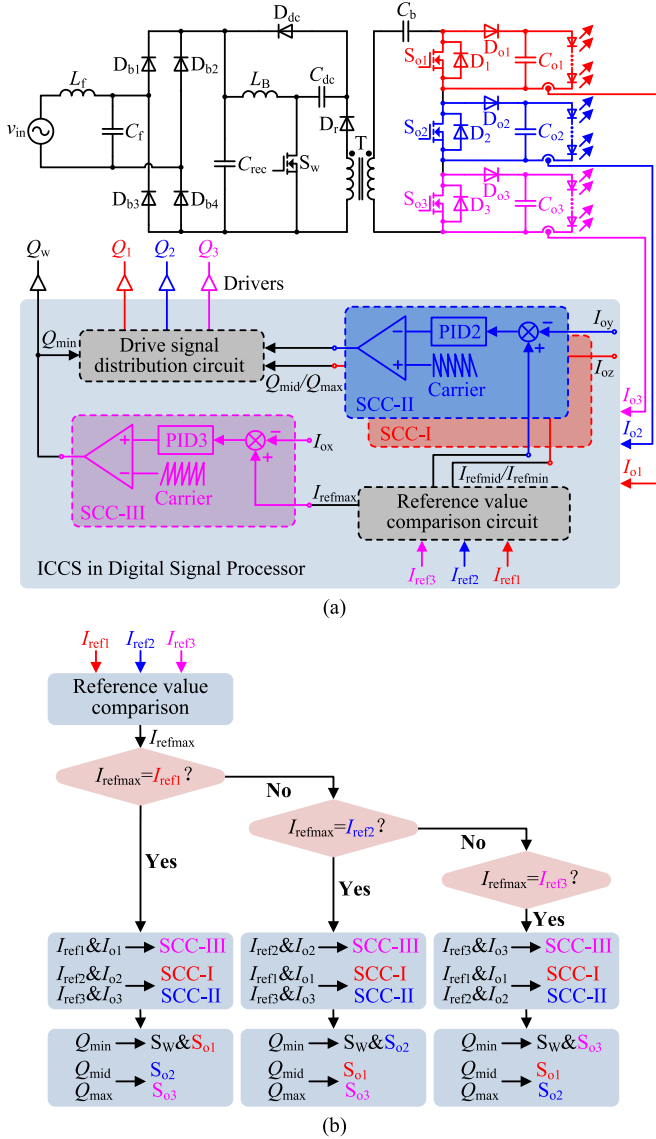 D_dc C_b
D_b1 D_b2 L_B C_dc S_o1 D_1 D_o1 C_o1
L_f
v_in C_f D_r T S_o2 D_2 D_o2 C_o2
C_rec S_w
D_b3 D_b4 S_o3 D_3 D_o3 C_o3
Q_w Q_1 Q_2 Q_3
Drivers
Q_min Drive signal distribution circuit
Q_mid/Q_max
PID2 − + − +
Carrier
SCC-II
SCC-I
I_oy
I_oz
I_o3
I_o2
I_o1
+ PID3 − I_ox
− Carrier +
SCC-III
I_refmax
I_refmid/I_refmin
Reference value
comparison circuit
I_ref3 I_ref2 I_ref1
ICCS in Digital Signal Processor
(a)
I_ref1 I_ref2 I_ref3
Reference value
comparison
I_refmax
I_refmax=I_ref1?
No
I_refmax=I_ref2?
No
I_refmax=I_ref3?
Yes Yes Yes
I_ref1&I_o1 SCC-III I_ref2&I_o2 SCC-III I_ref3&I_o3 SCC-III
I_ref2&I_o2 SCC-I I_ref1&I_o1 SCC-I I_ref1&I_o1 SCC-I
I_ref3&I_o3 SCC-II I_ref3&I_o3 SCC-II I_ref2&I_o2 SCC-II
Q_min S_W&S_o1 Q_min S_W&S_o2 Q_min S_W&S_o3
Q_mid S_o2 Q_mid S_o1 Q_mid S_o1
Q_max S_o3 Q_max S_o3 Q_max S_o2
(b)